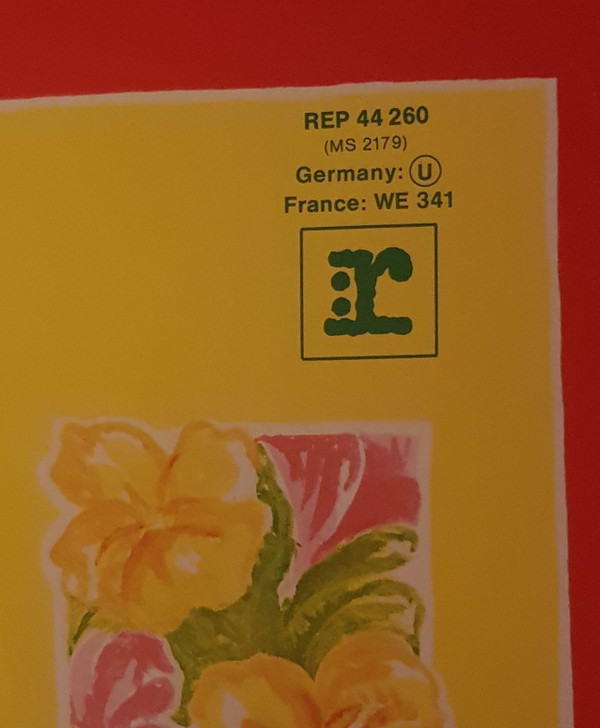 REP 44 260
(MS 2179)
Germany: U
France: WE 341
r